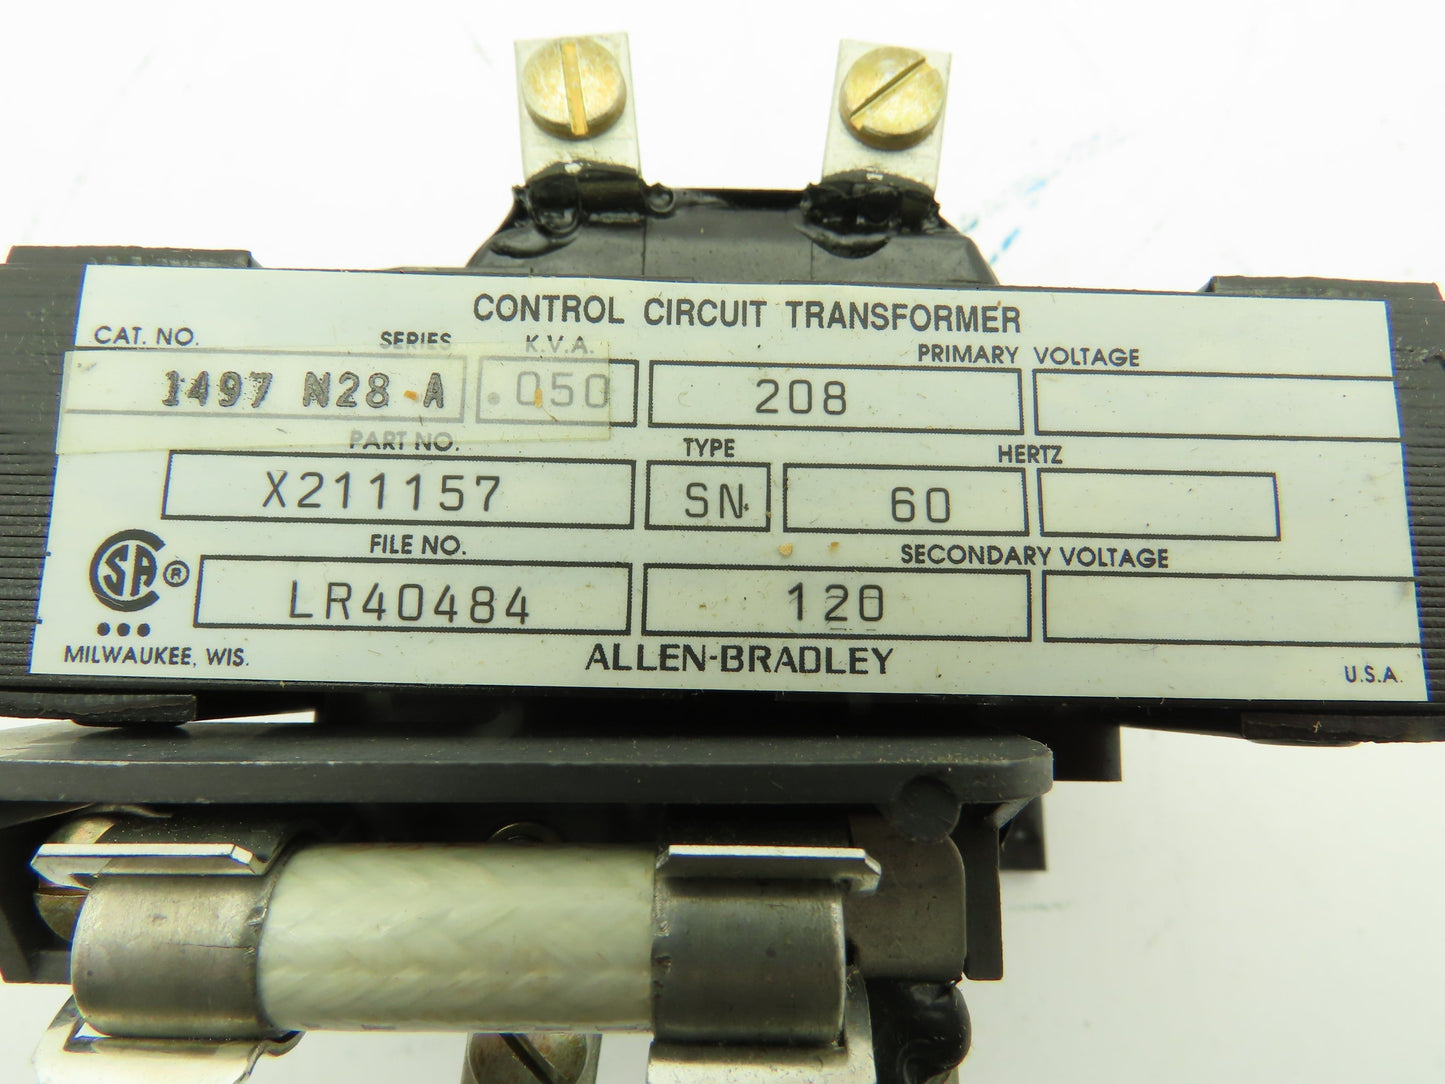 CONTROL CIRCUIT TRANSFORMER
CAT. NO. SERIES K.V.A. PRIMARY VOLTAGE
1497 N28 A .050 208
PART NO. TYPE HERTZ
X211157 SN 60
FILE NO. SECONDARY VOLTAGE
SA ®
LR40484 120
MILWAUKEE, WIS. ALLEN-BRADLEY U.S.A.